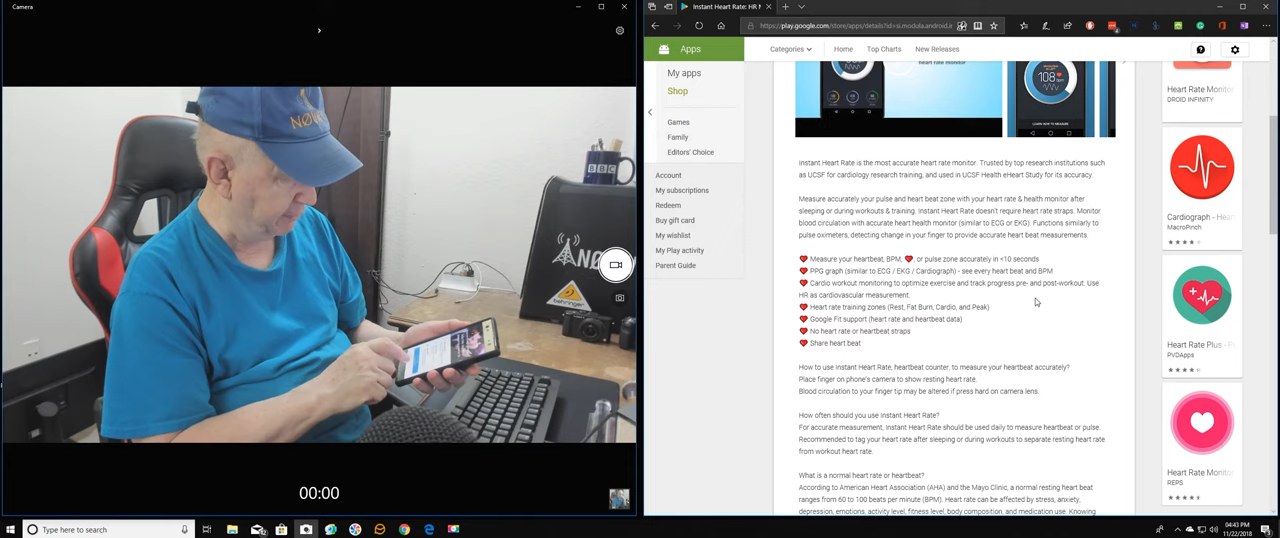 Camera
00:00
BBC
behringer
Instant Heart Rate: HR M
https://play.google.com/store/apps/details?id=si.modula.android.i
Apps
Categories
Home
Top Charts
New Releases
My apps
Shop
Games
Family
Editors' Choice
Account
My subscriptions
Redeem
Buy gift card
My wishlist
My Play activity
Parent Guide
heart rate monitor
108
Instant Heart Rate is the most accurate heart rate monitor. Trusted by top research institutions such
as UCSF for cardiology research training, and used in UCSF Health eHeart Study for its accuracy.
Measure accurately your pulse and heart beat zone with your heart rate & health monitor after
sleeping or during workouts & training. Instant Heart Rate doesn't require heart rate straps. Monitor
blood circulation with accurate heart health monitor (similar to ECG or EKG). Functions similarly to
pulse oximeters, detecting change in your finger to provide accurate heart beat measurements.
❤ Measure your heartbeat, BPM, ❤, or pulse zone accurately in <10 seconds
❤ PPG graph (similar to ECG / EKG / Cardiograph) - see every heart beat and BPM
❤ Cardio workout monitoring to optimize exercise and track progress pre- and post-workout. Use
HR as cardiovascular measurement.
❤ Heart rate training zones (Rest, Fat Burn, Cardio, and Peak)
❤ Google Fit support (heart rate and heartbeat data)
❤ No heart rate or heartbeat straps
❤ Share heart beat
How to use Instant Heart Rate, heartbeat counter, to measure your heartbeat accurately?
Place finger on phone's camera to show resting heart rate.
Blood circulation to your finger tip may be altered if press hard on camera lens.
How often should you use Instant Heart Rate?
For accurate measurement, Instant Heart Rate should be used daily to measure heartbeat or pulse.
Recommended to tag your heart rate after sleeping or during workouts to separate resting heart rate
from workout heart rate.
What is a normal heart rate or heartbeat?
According to American Heart Association (AHA) and the Mayo Clinic, a normal resting heart beat
ranges from 60 to 100 beats per minute (BPM). Heart rate can be affected by stress, anxiety,
depression, emotions, activity level, fitness level, body composition, and medication use. Knowing
Heart Rate Monitor
DROID INFINITY
Cardiograph - Hea
MacroPinch
Heart Rate Plus - P
PVDApps
Heart Rate Monito
REPS
Type here to search
04:43 PM
11/22/2018